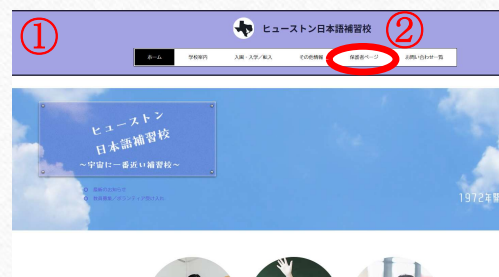 ①
ヒューストン日本語補習校
②
ホーム 学校案内 入園・入学/転入 その他情報 保護者ページ お問い合わせ一覧
ヒューストン
日本語補習校
～宇宙に一番近い補習校～
1972年